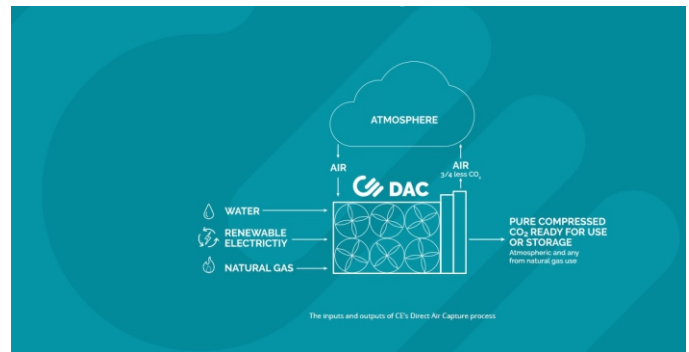 ATMOSPHERE
AIR
AIR
3/4 less CO₂
DAC
WATER
RENEWABLE
ELECTRICTIY
NATURAL GAS
PURE COMPRESSED
CO₂ READY FOR USE
OR STORAGE
Atmospheric and any
from natural gas use
The inputs and outputs of CE's Direct Air Capture process